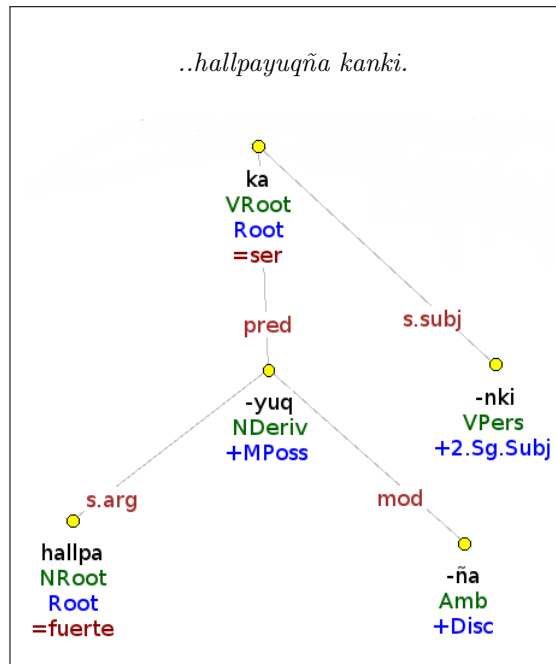 ..hallpayuqña kanki.
ka
VRoot
Root
=ser
pred
s.subj
-yuq
NDeriv
+MPoss
-nki
VPers
+2.Sg.Subj
s.arg
mod
hallpa
NRoot
Root
=fuerte
-ña
Amb
+Disc